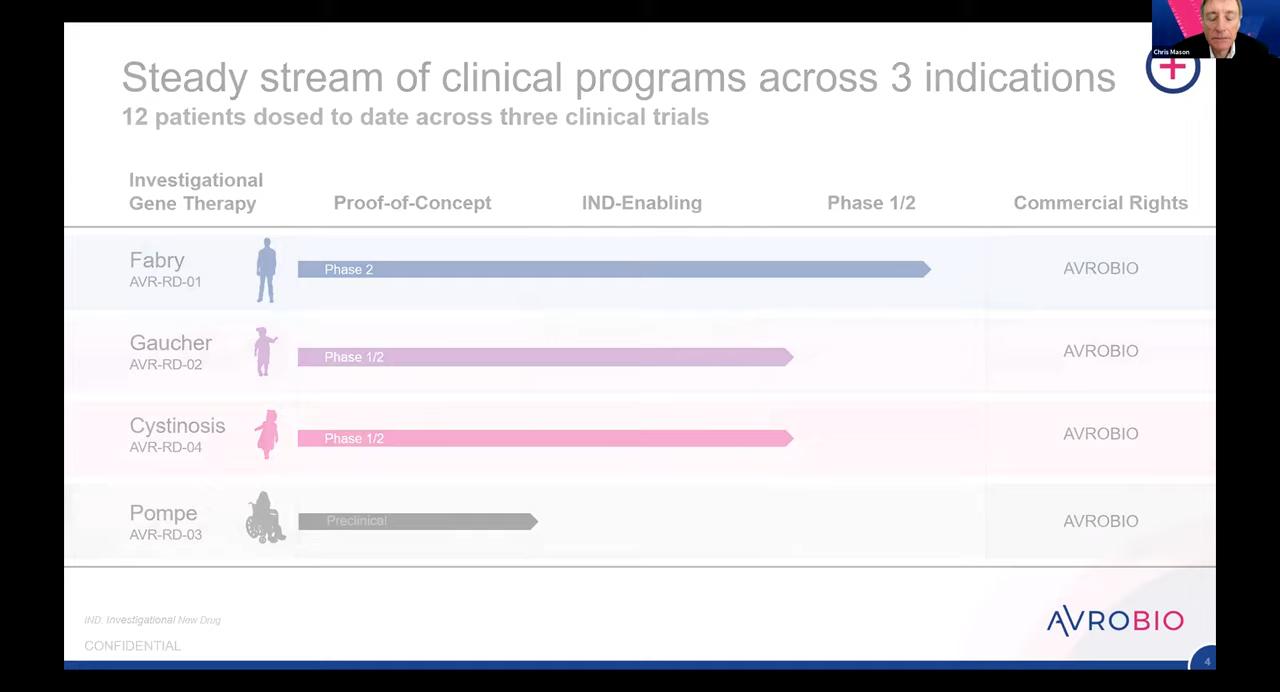 Chris Mason
Steady stream of clinical programs across 3 indications
12 patients dosed to date across three clinical trials
Investigational
Gene Therapy
Proof-of-Concept
IND-Enabling
Phase 1/2
Commercial Rights
Fabry
AVR-RD-01
Phase 2
AVROBIO
Gaucher
AVR-RD-02
Phase 1/2
AVROBIO
Cystinosis
AVR-RD-04
Phase 1/2
AVROBIO
Pompe
AVR-RD-03
Preclinical
AVROBIO
IND: Investigational New Drug
CONFIDENTIAL
AVROBIO
4